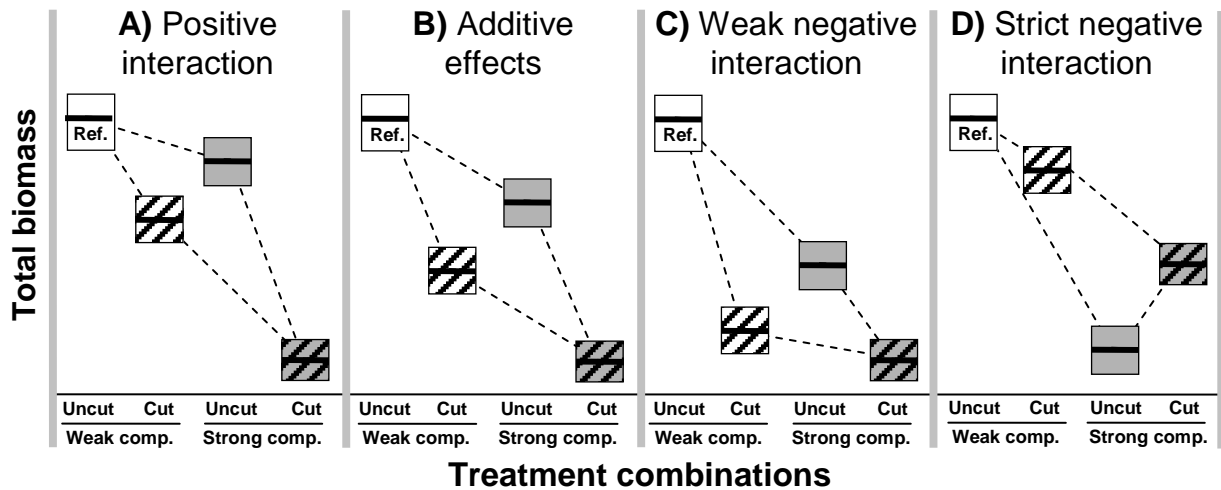 A) Positive
interaction
B) Additive
effects
C) Weak negative
interaction
D) Strict negative
interaction
Total biomass
Ref.
Ref.
Ref.
Ref.
Uncut Cut Uncut Cut
Weak comp. Strong comp.
Uncut Cut Uncut Cut
Weak comp. Strong comp.
Uncut Cut Uncut Cut
Weak comp. Strong comp.
Uncut Cut Uncut Cut
Weak comp. Strong comp.
Treatment combinations